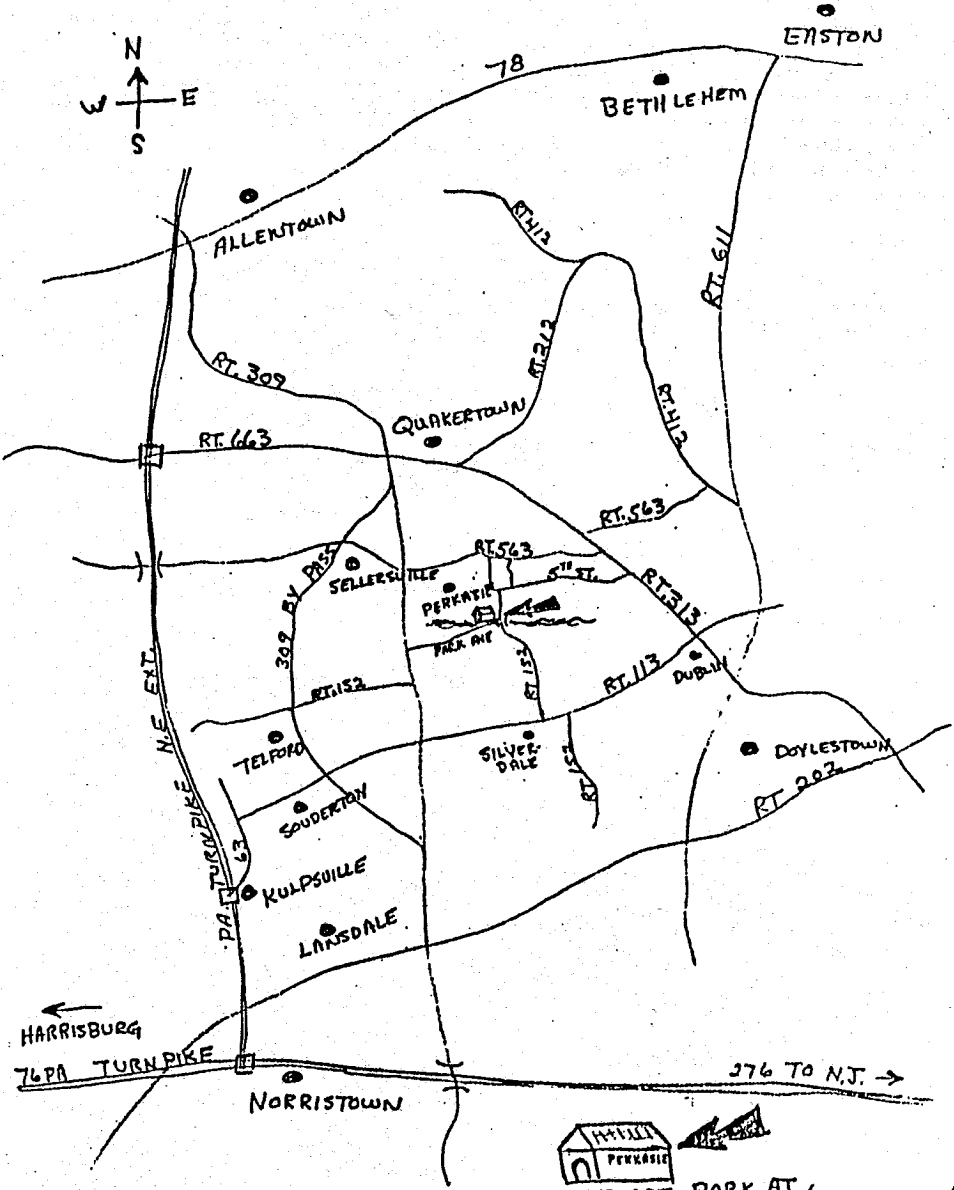 EASTON
N
W E
S
78
BETHLEHEM
ALLENTOWN
RT. 412
RT. 611
RT. 212
RT. 309
RT. 412
QUAKERTOWN
RT. 663
RT. 563
RT. 563
309 BY PASS
SELLERSVILLE
5TH ST.
PERKASIE
RT. 313
PARK AVE
RT 152
RT. 113
DUBLIN
RT. 152
TELFORD
SILVER-
DALE
RT 152
DOYLESTOWN
RT 202
SOUDERTON
PA. TURNPIKE N.E EXT.
63
KULPSVILLE
LANSDALE
HARRISBURG
76 PA TURNPIKE
276 TO N.J.
NORRISTOWN
PERKASIE
PARK AT